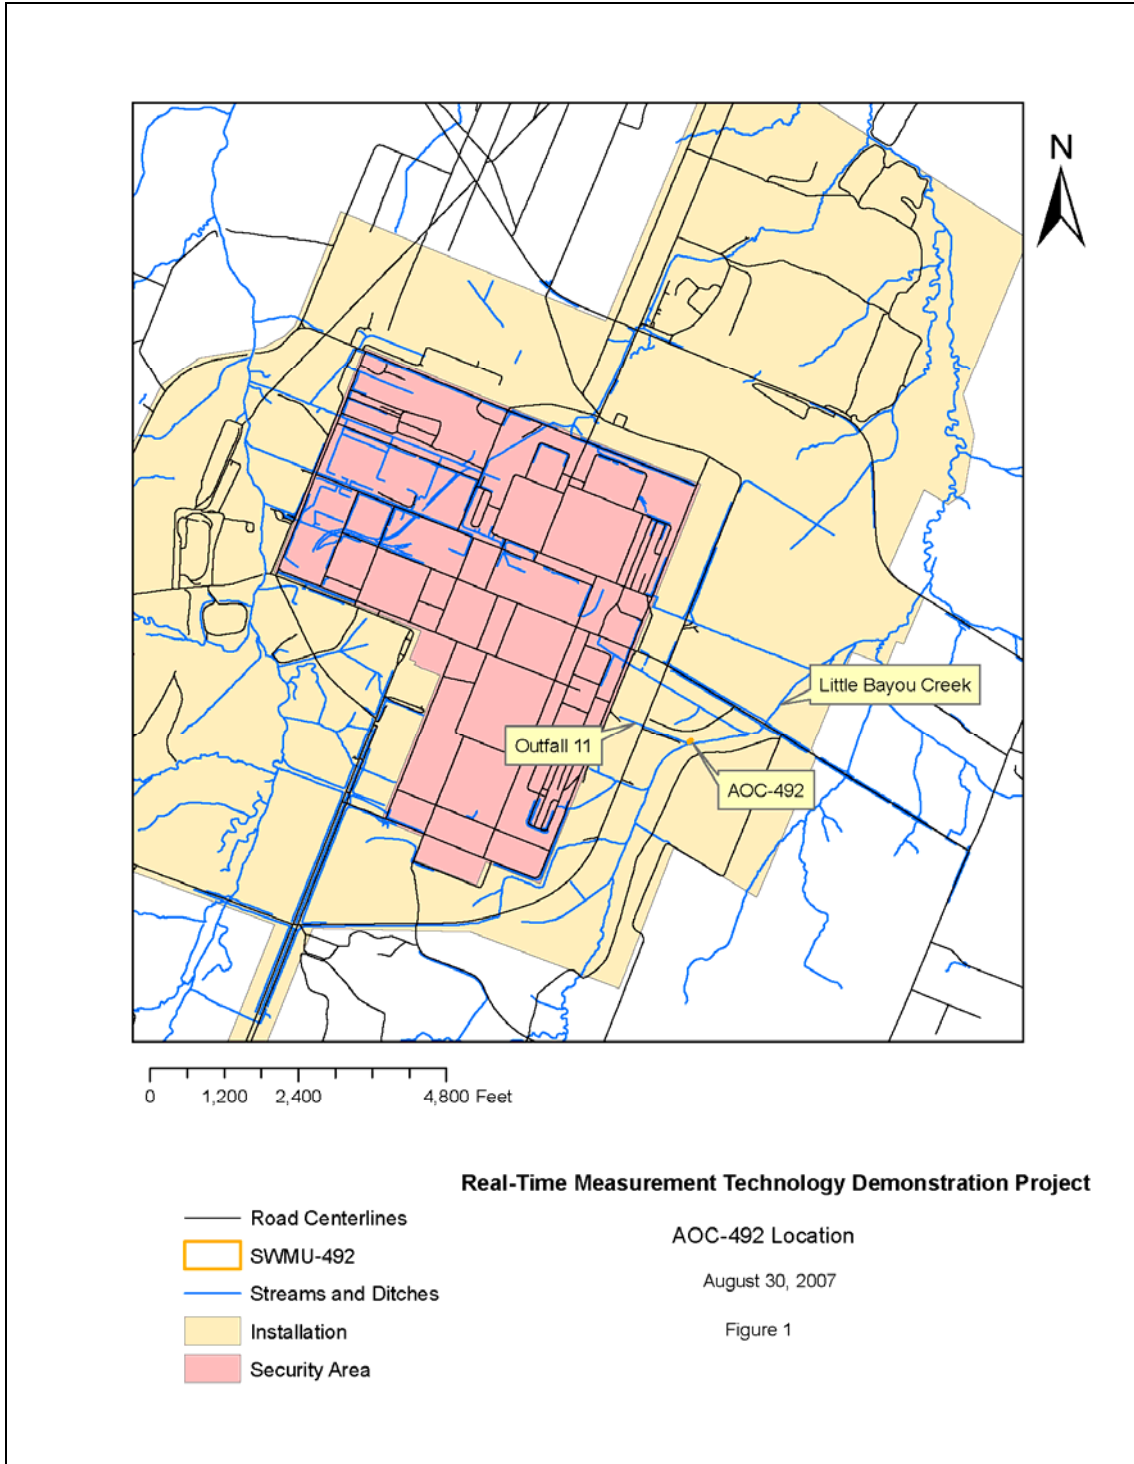 N
Little Bayou Creek
Outfall 11
AOC-492
0 1,200 2,400 4,800 Feet
Real-Time Measurement Technology Demonstration Project
AOC-492 Location
August 30, 2007
Figure 1
Road Centerlines
SWMU-492
Streams and Ditches
Installation
Security Area